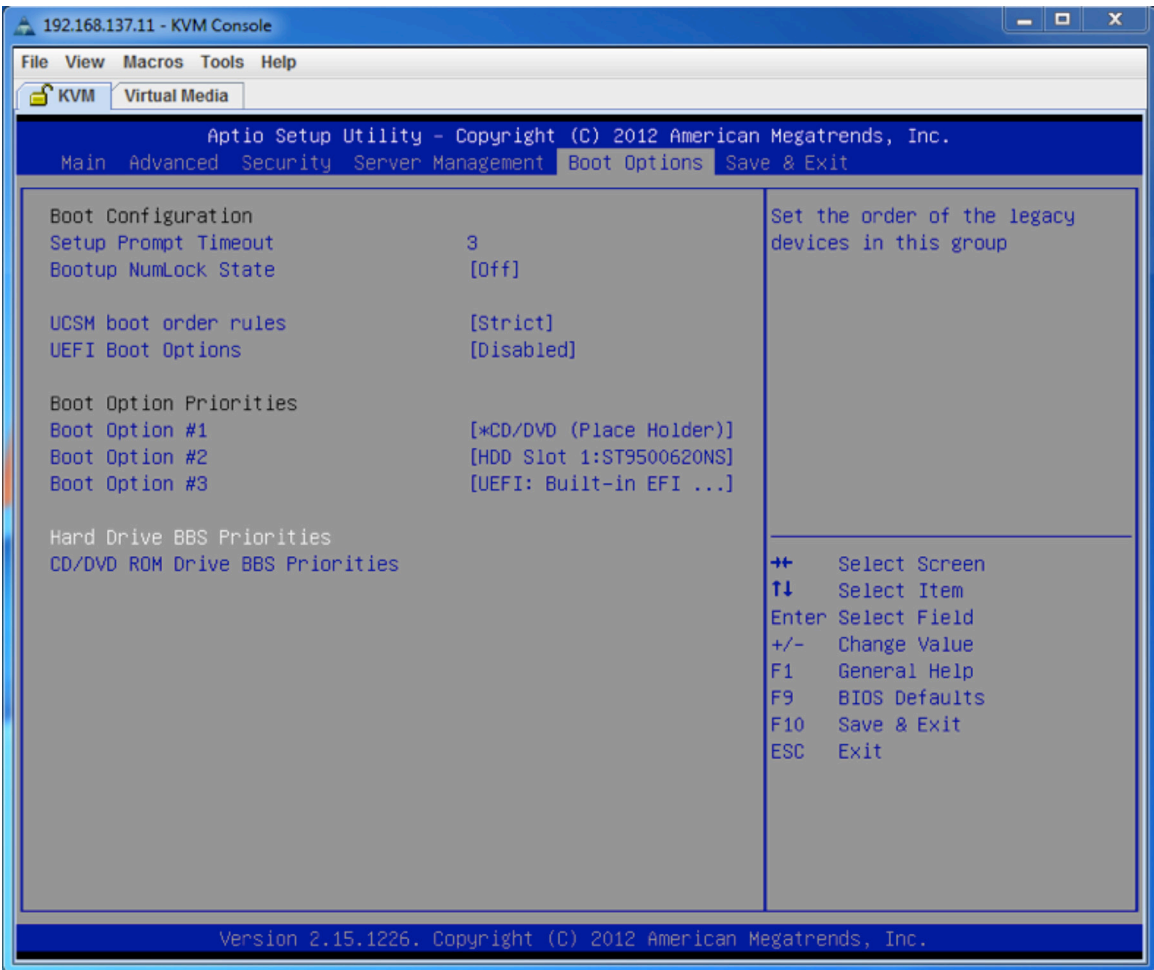 192.168.137.11 - KVM Console
File View Macros Tools Help
KVM Virtual Media
Aptio Setup Utility - Copyright (C) 2012 American Megatrends, Inc.
Main Advanced Security Server Management Boot Options Save & Exit
Boot Configuration
Setup Prompt Timeout 3
Bootup NumLock State [Off]
UCSM boot order rules [Strict]
UEFI Boot Options [Disabled]
Boot Option Priorities
Boot Option #1 [*CD/DVD (Place Holder)]
Boot Option #2 [HDD Slot 1:ST9500620NS]
Boot Option #3 [UEFI: Built-in EFI ...]
Hard Drive BBS Priorities
CD/DVD ROM Drive BBS Priorities
Set the order of the legacy
devices in this group
→← Select Screen
↑↓ Select Item
Enter Select Field
+/- Change Value
F1 General Help
F9 BIOS Defaults
F10 Save & Exit
ESC Exit
Version 2.15.1226. Copyright (C) 2012 American Megatrends, Inc.